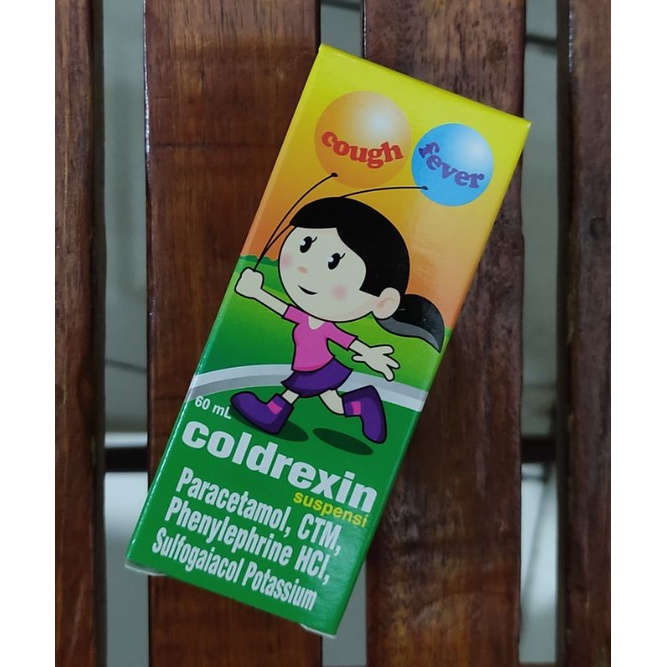 cough
fever
60 mL
coldrexin
suspensi
Paracetamol, CTM,
Phenylephrine HCl,
Sulfogaiacol Potassium